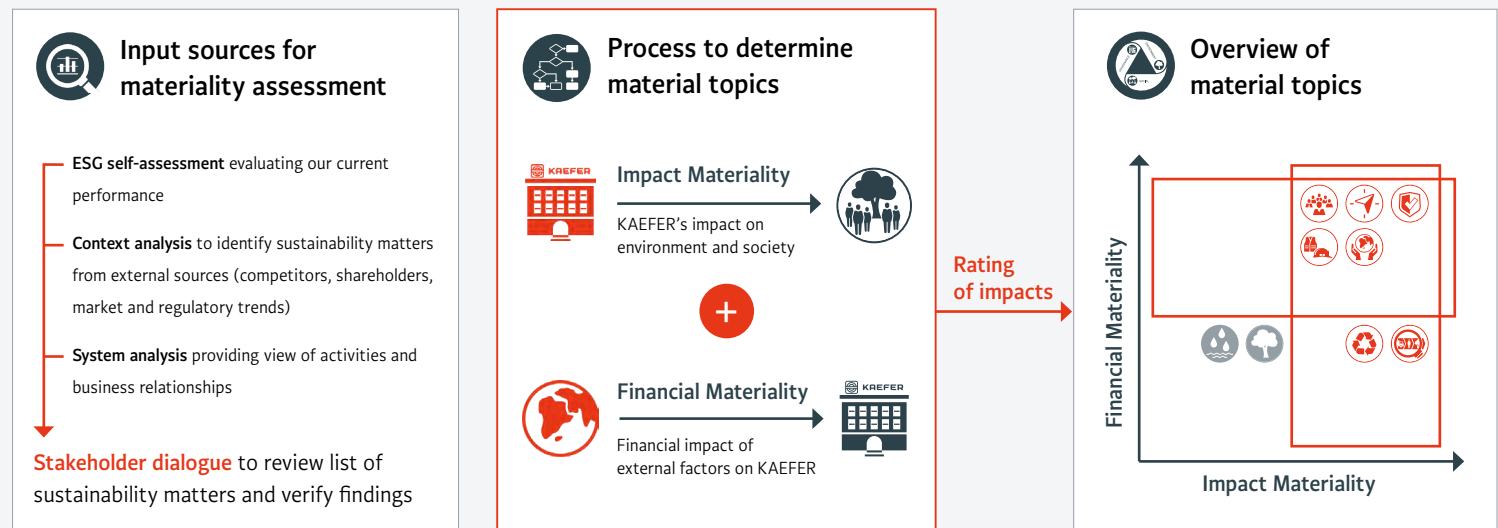 Input sources for
materiality assessment
ESG self-assessment evaluating our current
performance
Context analysis to identify sustainability matters
from external sources (competitors, shareholders,
market and regulatory trends)
System analysis providing view of activities and
business relationships
Stakeholder dialogue to review list of
sustainability matters and verify findings
Process to determine
material topics
KAEFER
Impact Materiality
KAEFER's impact on
environment and society
+
Financial Materiality
Financial impact of
external factors on KAEFER
KAEFER
Rating
of impacts
Overview of
material topics
Financial Materiality
Impact Materiality